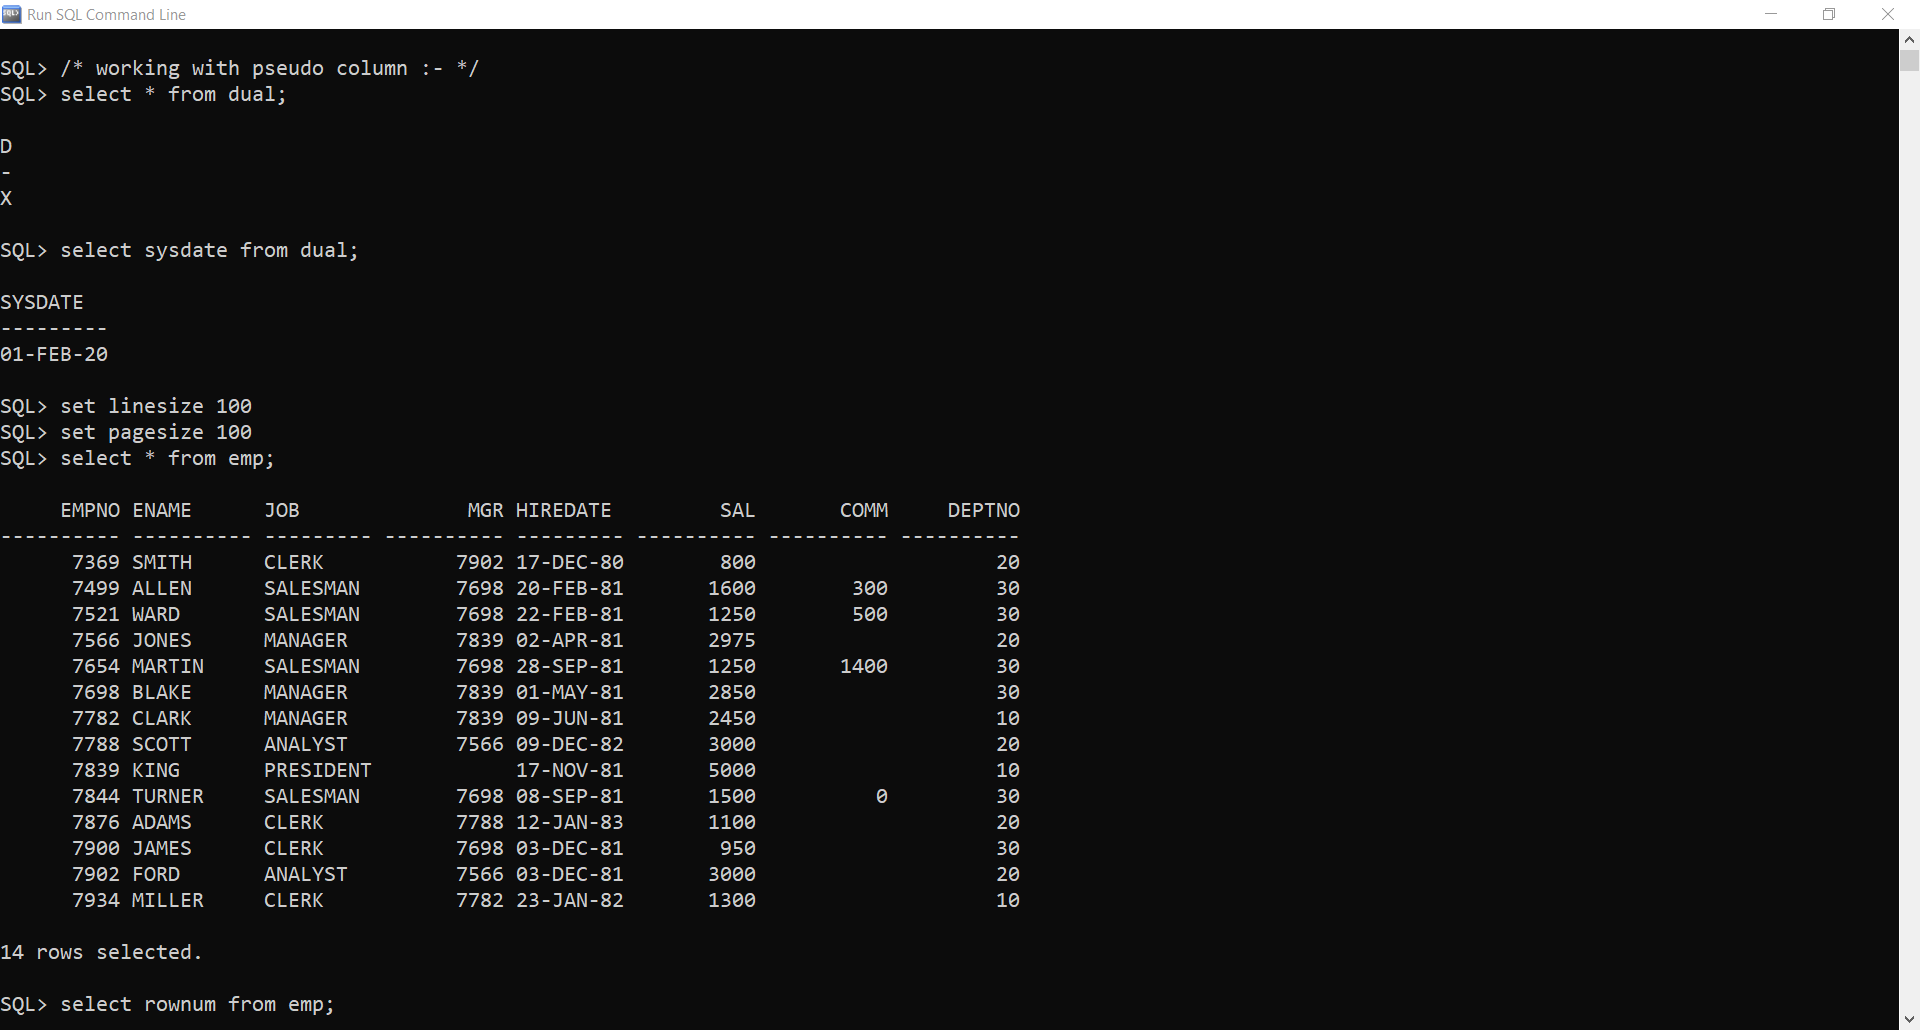 Run SQL Command Line
SQL> /* working with pseudo column :- */
SQL> select * from dual;
D
-
X
SQL> select sysdate from dual;
SYSDATE
---------
01-FEB-20
SQL> set linesize 100
SQL> set pagesize 100
SQL> select * from emp;
     EMPNO ENAME      JOB              MGR HIREDATE         SAL       COMM     DEPTNO
---------- ---------- --------- ---------- --------- ---------- ---------- ----------
      7369 SMITH      CLERK           7902 17-DEC-80        800                    20
      7499 ALLEN      SALESMAN        7698 20-FEB-81       1600        300         30
      7521 WARD       SALESMAN        7698 22-FEB-81       1250        500         30
      7566 JONES      MANAGER         7839 02-APR-81       2975                    20
      7654 MARTIN     SALESMAN        7698 28-SEP-81       1250       1400         30
      7698 BLAKE      MANAGER         7839 01-MAY-81       2850                    30
      7782 CLARK      MANAGER         7839 09-JUN-81       2450                    10
      7788 SCOTT      ANALYST         7566 09-DEC-82       3000                    20
      7839 KING       PRESIDENT            17-NOV-81       5000                    10
      7844 TURNER     SALESMAN        7698 08-SEP-81       1500          0         30
      7876 ADAMS      CLERK           7788 12-JAN-83       1100                    20
      7900 JAMES      CLERK           7698 03-DEC-81        950                    30
      7902 FORD       ANALYST         7566 03-DEC-81       3000                    20
      7934 MILLER     CLERK           7782 23-JAN-82       1300                    10
14 rows selected.
SQL> select rownum from emp;